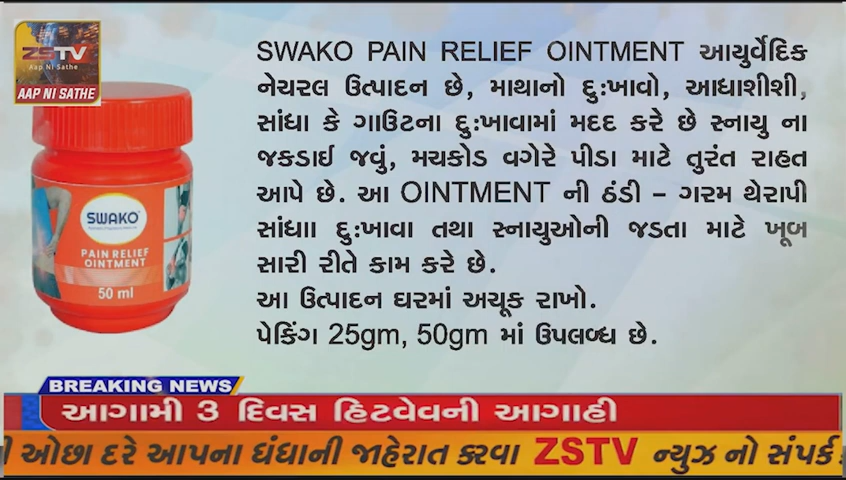 ZSTV
Aap Ni Sathe
AAP NI SATHE
SWAKO PAIN RELIEF OINTMENT આયુર્વેદિક
નેચરલ ઉત્પાદન છે, માથાનો દુઃખાવો, આધાશીશી,
સાંધા કે ગાઉટના દુઃખાવામાં મદદ કરે છે સ્નાયુ ના
જકડાઈ જવું, મચકોડ વગેરે પીડા માટે તુરંત રાહત
આપે છે. આ OINTMENT ની ઠંડી – ગરમ થેરાપી
સાંધાા દુઃખાવા તથા સ્નાયુઓની જડતા માટે ખૂબ
સારી રીતે કામ કરે છે.
આ ઉત્પાદન ઘરમાં અચૂક રાખો.
પેકિંગ 25gm, 50gm માં ઉપલબ્ધ છે.
SWAKO
PAIN RELIEF
OINTMENT
50 ml
BREAKING NEWS
આગામી 3 દિવસ હિટવેવની આગાહી
ઓછા દરે આપના ધંધાની જાહેરાત કરવા ZSTV ન્યુઝ નો સંપર્ક